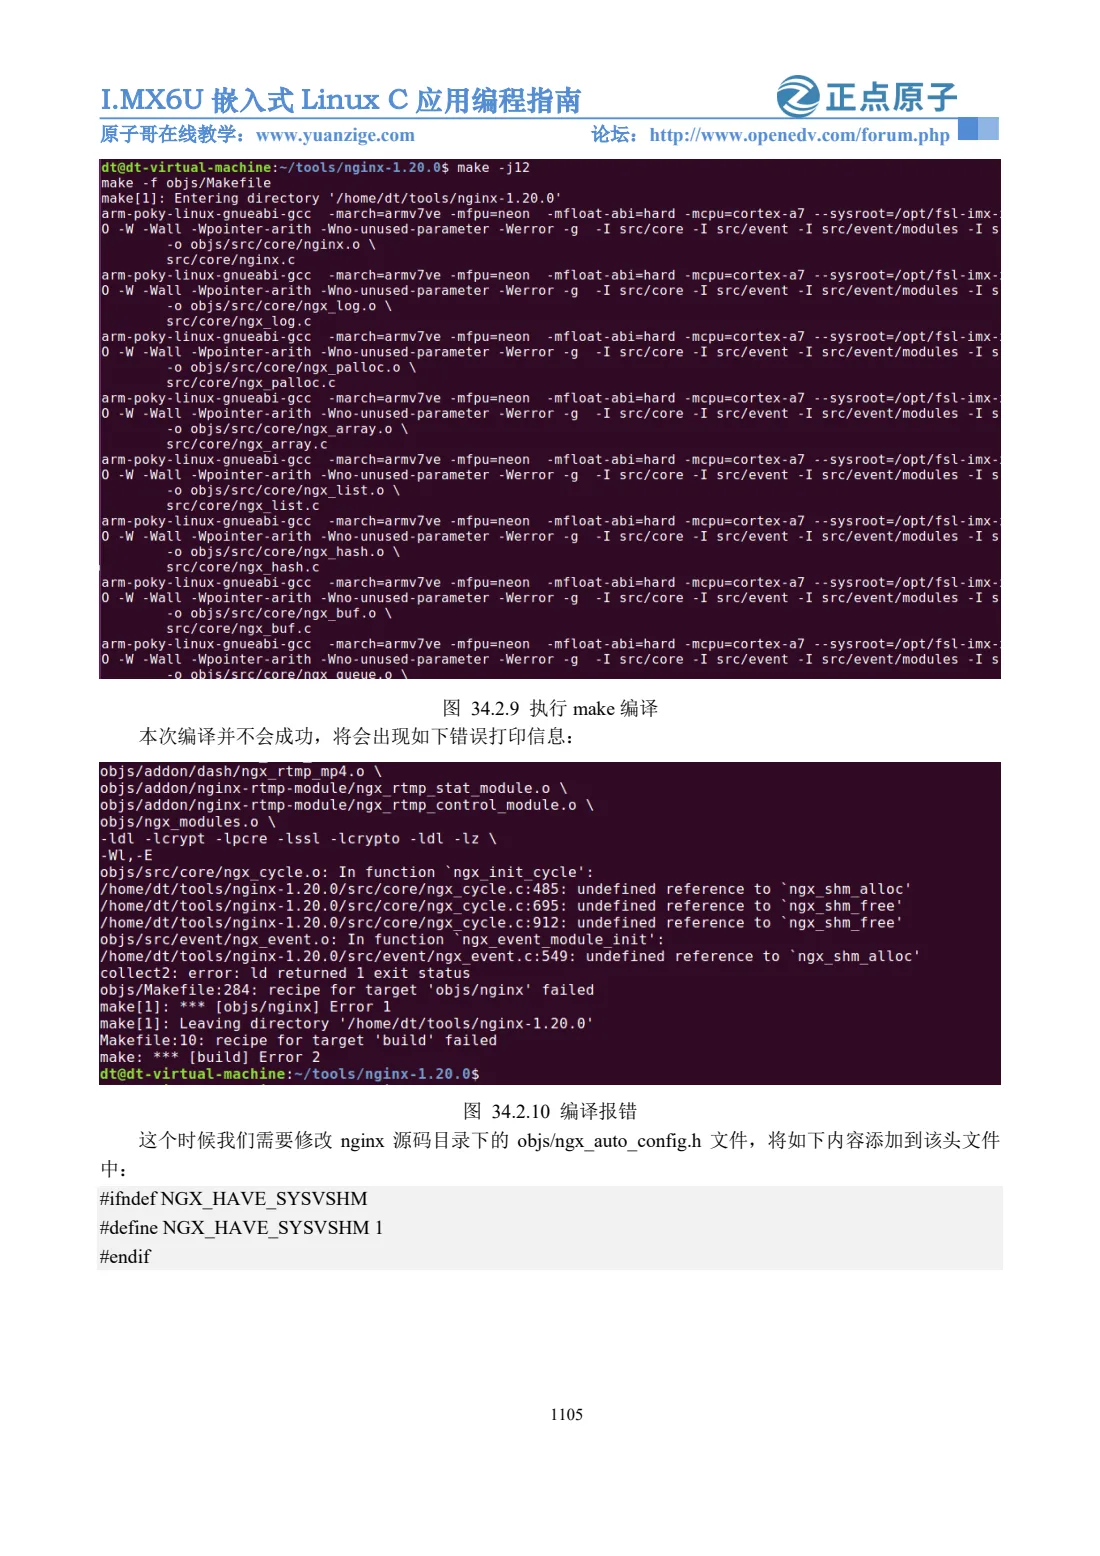 I.MX6U 嵌入式 Linux C 应用编程指南
正点原子
原子哥在线教学：www.yuanzige.com 论坛：http://www.openedv.com/forum.php
dt@dt-virtual-machine:~/tools/nginx-1.20.0$ make -j12
make -f objs/Makefile
make[1]: Entering directory '/home/dt/tools/nginx-1.20.0'
arm-poky-linux-gnueabi-gcc  -march=armv7ve -mfpu=neon  -mfloat-abi=hard -mcpu=cortex-a7 --sysroot=/opt/fsl-imx-
O -W -Wall -Wpointer-arith -Wno-unused-parameter -Werror -g  -I src/core -I src/event -I src/event/modules -I s
-o objs/src/core/nginx.o \
src/core/nginx.c
arm-poky-linux-gnueabi-gcc  -march=armv7ve -mfpu=neon  -mfloat-abi=hard -mcpu=cortex-a7 --sysroot=/opt/fsl-imx-
O -W -Wall -Wpointer-arith -Wno-unused-parameter -Werror -g  -I src/core -I src/event -I src/event/modules -I s
-o objs/src/core/ngx_log.o \
src/core/ngx_log.c
arm-poky-linux-gnueabi-gcc  -march=armv7ve -mfpu=neon  -mfloat-abi=hard -mcpu=cortex-a7 --sysroot=/opt/fsl-imx-
O -W -Wall -Wpointer-arith -Wno-unused-parameter -Werror -g  -I src/core -I src/event -I src/event/modules -I s
-o objs/src/core/ngx_palloc.o \
src/core/ngx_palloc.c
arm-poky-linux-gnueabi-gcc  -march=armv7ve -mfpu=neon  -mfloat-abi=hard -mcpu=cortex-a7 --sysroot=/opt/fsl-imx-
O -W -Wall -Wpointer-arith -Wno-unused-parameter -Werror -g  -I src/core -I src/event -I src/event/modules -I s
-o objs/src/core/ngx_array.o \
src/core/ngx_array.c
arm-poky-linux-gnueabi-gcc  -march=armv7ve -mfpu=neon  -mfloat-abi=hard -mcpu=cortex-a7 --sysroot=/opt/fsl-imx-
O -W -Wall -Wpointer-arith -Wno-unused-parameter -Werror -g  -I src/core -I src/event -I src/event/modules -I s
-o objs/src/core/ngx_list.o \
src/core/ngx_list.c
arm-poky-linux-gnueabi-gcc  -march=armv7ve -mfpu=neon  -mfloat-abi=hard -mcpu=cortex-a7 --sysroot=/opt/fsl-imx-
O -W -Wall -Wpointer-arith -Wno-unused-parameter -Werror -g  -I src/core -I src/event -I src/event/modules -I s
-o objs/src/core/ngx_hash.o \
src/core/ngx_hash.c
arm-poky-linux-gnueabi-gcc  -march=armv7ve -mfpu=neon  -mfloat-abi=hard -mcpu=cortex-a7 --sysroot=/opt/fsl-imx-
O -W -Wall -Wpointer-arith -Wno-unused-parameter -Werror -g  -I src/core -I src/event -I src/event/modules -I s
-o objs/src/core/ngx_buf.o \
src/core/ngx_buf.c
arm-poky-linux-gnueabi-gcc  -march=armv7ve -mfpu=neon  -mfloat-abi=hard -mcpu=cortex-a7 --sysroot=/opt/fsl-imx-
O -W -Wall -Wpointer-arith -Wno-unused-parameter -Werror -g  -I src/core -I src/event -I src/event/modules -I s
-o objs/src/core/ngx_queue.o \
图 34.2.9 执行 make 编译
本次编译并不会成功，将会出现如下错误打印信息：
objs/addon/dash/ngx_rtmp_mp4.o \
objs/addon/nginx-rtmp-module/ngx_rtmp_stat_module.o \
objs/addon/nginx-rtmp-module/ngx_rtmp_control_module.o \
objs/ngx_modules.o \
-ldl -lcrypt -lpcre -lssl -lcrypto -ldl -lz \
-Wl,-E
objs/src/core/ngx_cycle.o: In function `ngx_init_cycle':
/home/dt/tools/nginx-1.20.0/src/core/ngx_cycle.c:485: undefined reference to `ngx_shm_alloc'
/home/dt/tools/nginx-1.20.0/src/core/ngx_cycle.c:695: undefined reference to `ngx_shm_free'
/home/dt/tools/nginx-1.20.0/src/core/ngx_cycle.c:912: undefined reference to `ngx_shm_free'
objs/src/event/ngx_event.o: In function `ngx_event_module_init':
/home/dt/tools/nginx-1.20.0/src/event/ngx_event.c:549: undefined reference to `ngx_shm_alloc'
collect2: error: ld returned 1 exit status
objs/Makefile:284: recipe for target 'objs/nginx' failed
make[1]: *** [objs/nginx] Error 1
make[1]: Leaving directory '/home/dt/tools/nginx-1.20.0'
Makefile:10: recipe for target 'build' failed
make: *** [build] Error 2
dt@dt-virtual-machine:~/tools/nginx-1.20.0$
图 34.2.10 编译报错
这个时候我们需要修改 nginx 源码目录下的 objs/ngx_auto_config.h 文件，将如下内容添加到该头文件
中：
#ifndef NGX_HAVE_SYSVSHM
#define NGX_HAVE_SYSVSHM 1
#endif
1105